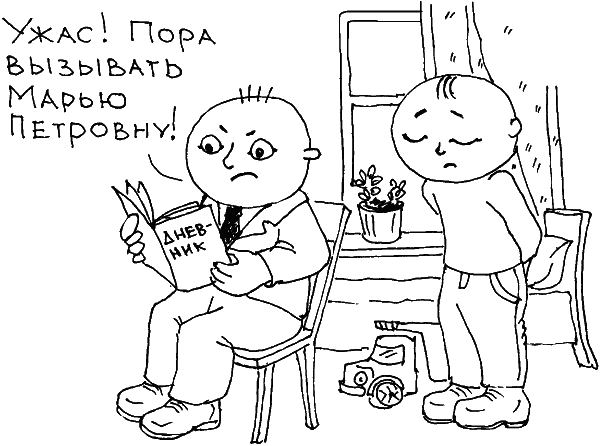 Ужас! Пора
вызывать
Марью
Петровну!
Днев-
ник